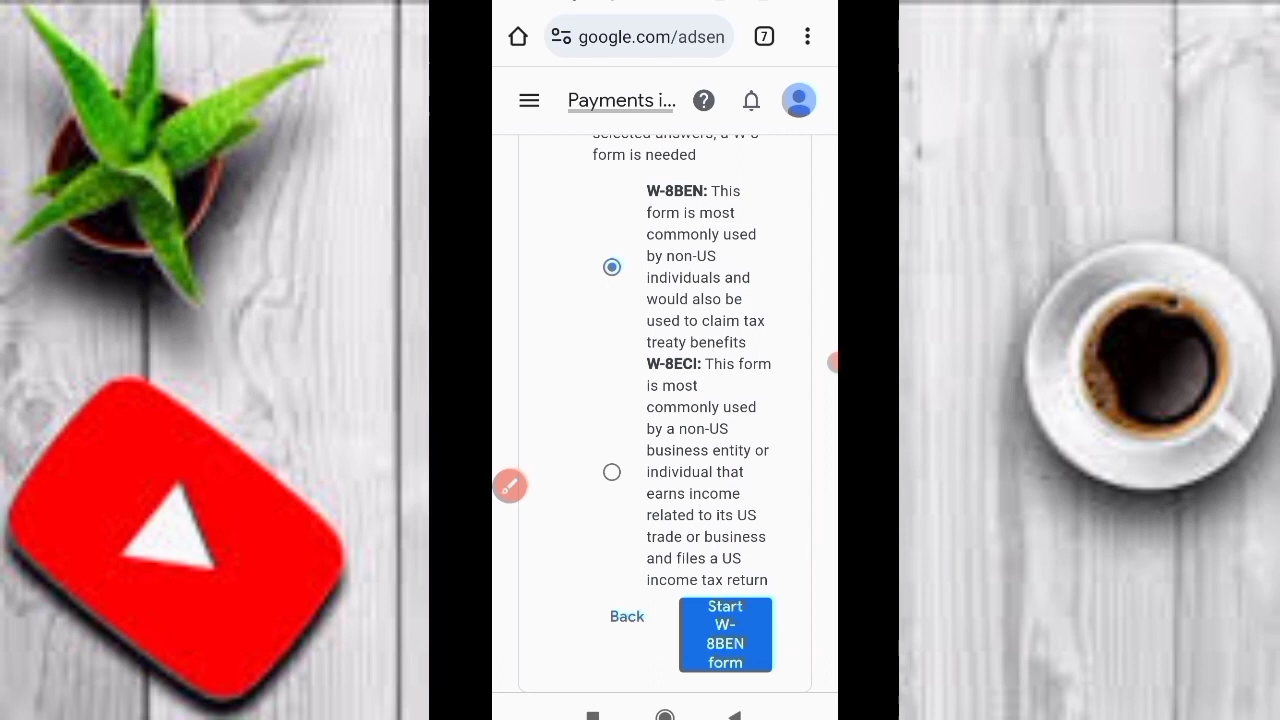 google.com/adsen
7
Payments i...
selected answers, a W-8
form is needed
W-8BEN: This
form is most
commonly used
by non-US
individuals and
would also be
used to claim tax
treaty benefits
W-8ECI: This form
is most
commonly used
by a non-US
business entity or
individual that
earns income
related to its US
trade or business
and files a US
income tax return
Back
Start
W-
8BEN
form